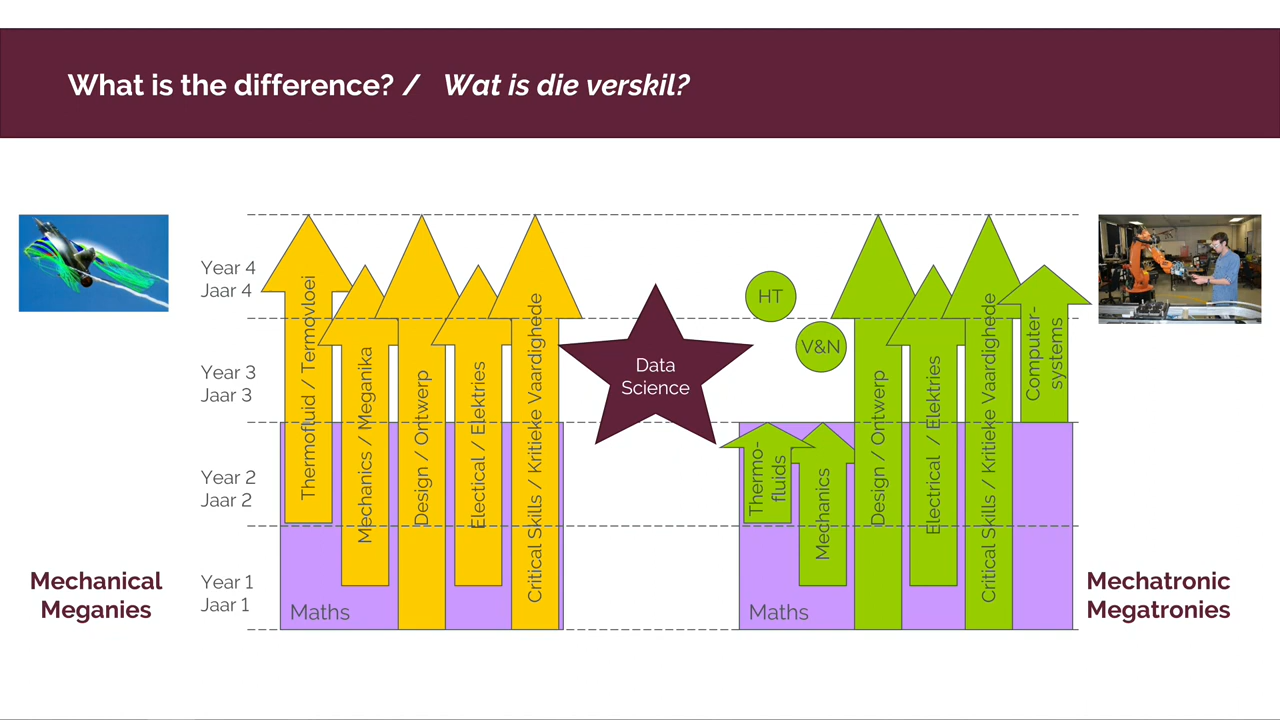 What is the difference? / Wat is die verskil?
Year 4
Jaar 4
Year 3
Jaar 3
Year 2
Jaar 2
Year 1
Jaar 1
Mechanical
Meganies
Thermofluid / Termovloei
Mechanics / Meganika
Design / Ontwerp
Electical / Elektries
Critical Skills / Kritieke Vaardighede
Maths
Data
Science
HT
V&N
Thermo-
fluids
Mechanics
Design / Ontwerp
Electrical / Elektries
Critical Skills / Kritieke Vaardighede
Computer-
systems
Maths
Mechatronic
Megatronies